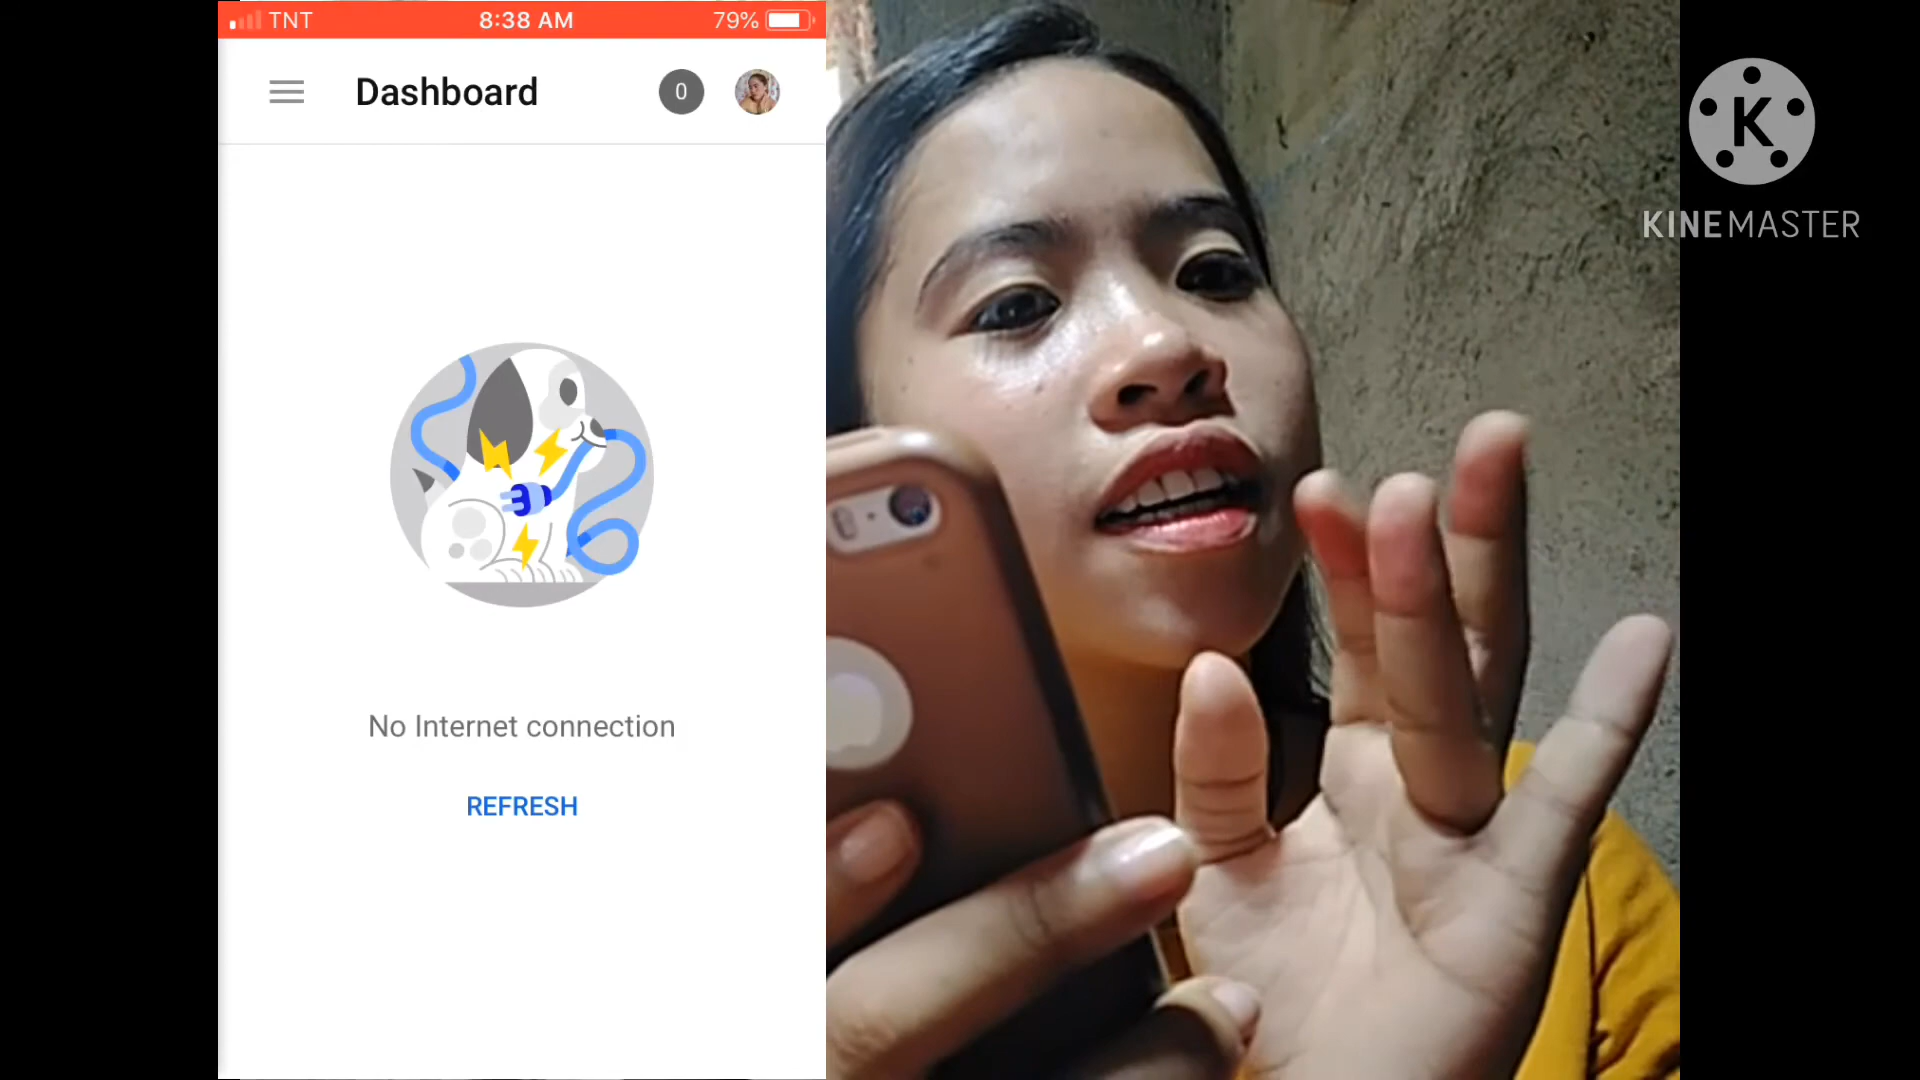 TNT 8:38 AM 79%
Dashboard 0
No Internet connection
REFRESH
K
KINEMASTER